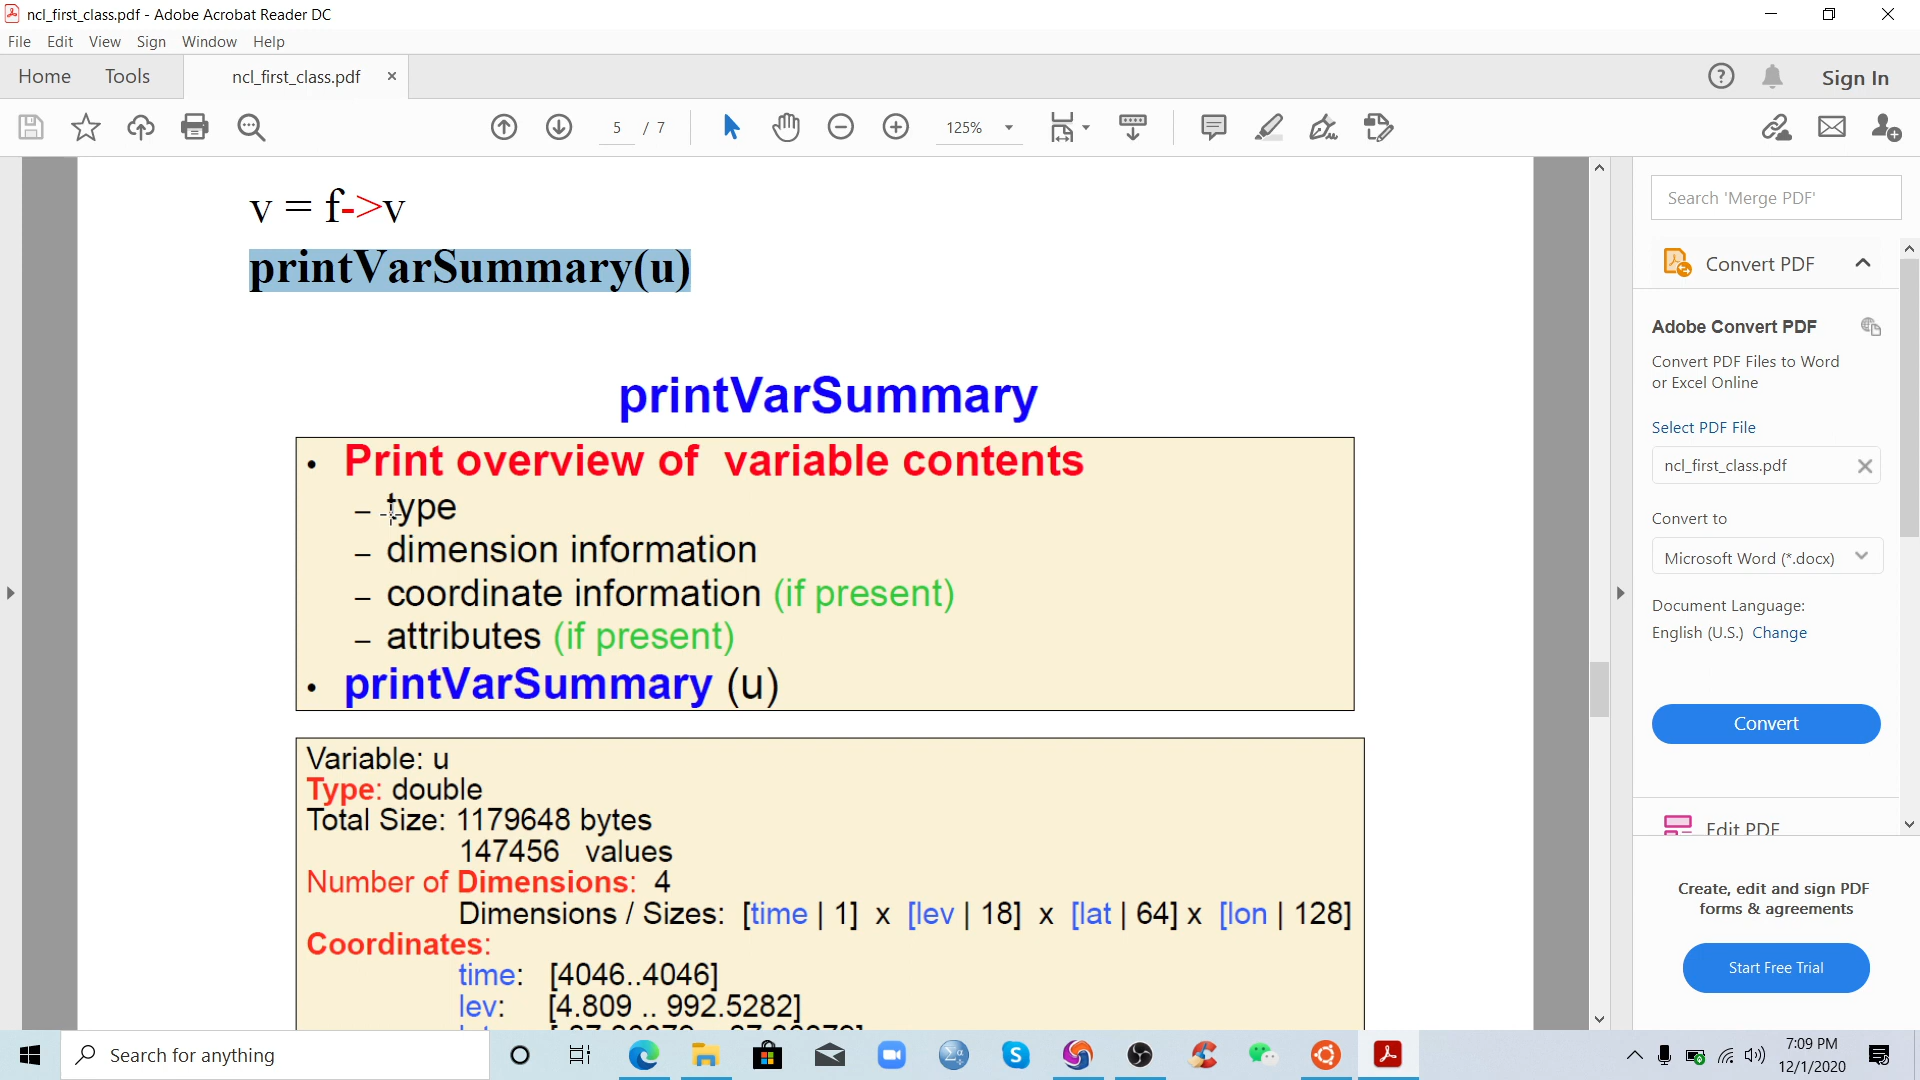 ncl_first_class.pdf - Adobe Acrobat Reader DC
File Edit View Sign Window Help
Home Tools ncl_first_class.pdf × Sign In
5 / 7 125%
v = f->v
printVarSummary(u)
printVarSummary
• Print overview of variable contents
– type
– dimension information
– coordinate information (if present)
– attributes (if present)
• printVarSummary (u)
Variable: u
Type: double
Total Size: 1179648 bytes
147456 values
Number of Dimensions: 4
Dimensions / Sizes: [time | 1] x [lev | 18] x [lat | 64] x [lon | 128]
Coordinates:
time: [4046..4046]
lev: [4.809 .. 992.5282]
Search 'Merge PDF'
Convert PDF
Adobe Convert PDF
Convert PDF Files to Word
or Excel Online
Select PDF File
ncl_first_class.pdf
Convert to
Microsoft Word (*.docx)
Document Language:
English (U.S.) Change
Convert
Edit PDF
Create, edit and sign PDF
forms & agreements
Start Free Trial
Search for anything
7:09 PM
12/1/2020